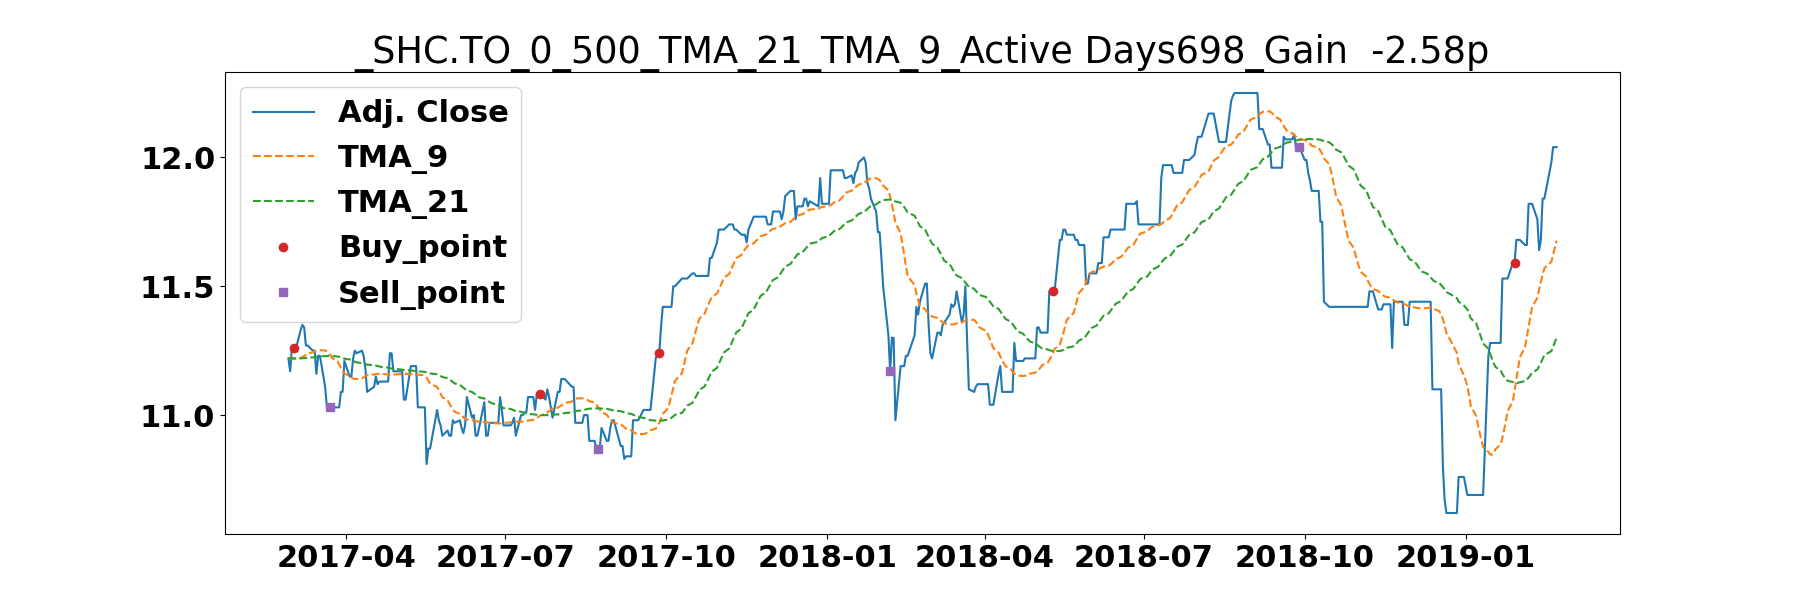 _SHC.TO_0_500_TMA_21_TMA_9_Active Days698_Gain  -2.58p
Adj. Close
TMA_9
TMA_21
Buy_point
Sell_point
12.0
11.5
11.0
2017-04 2017-07 2017-10 2018-01 2018-04 2018-07 2018-10 2019-01